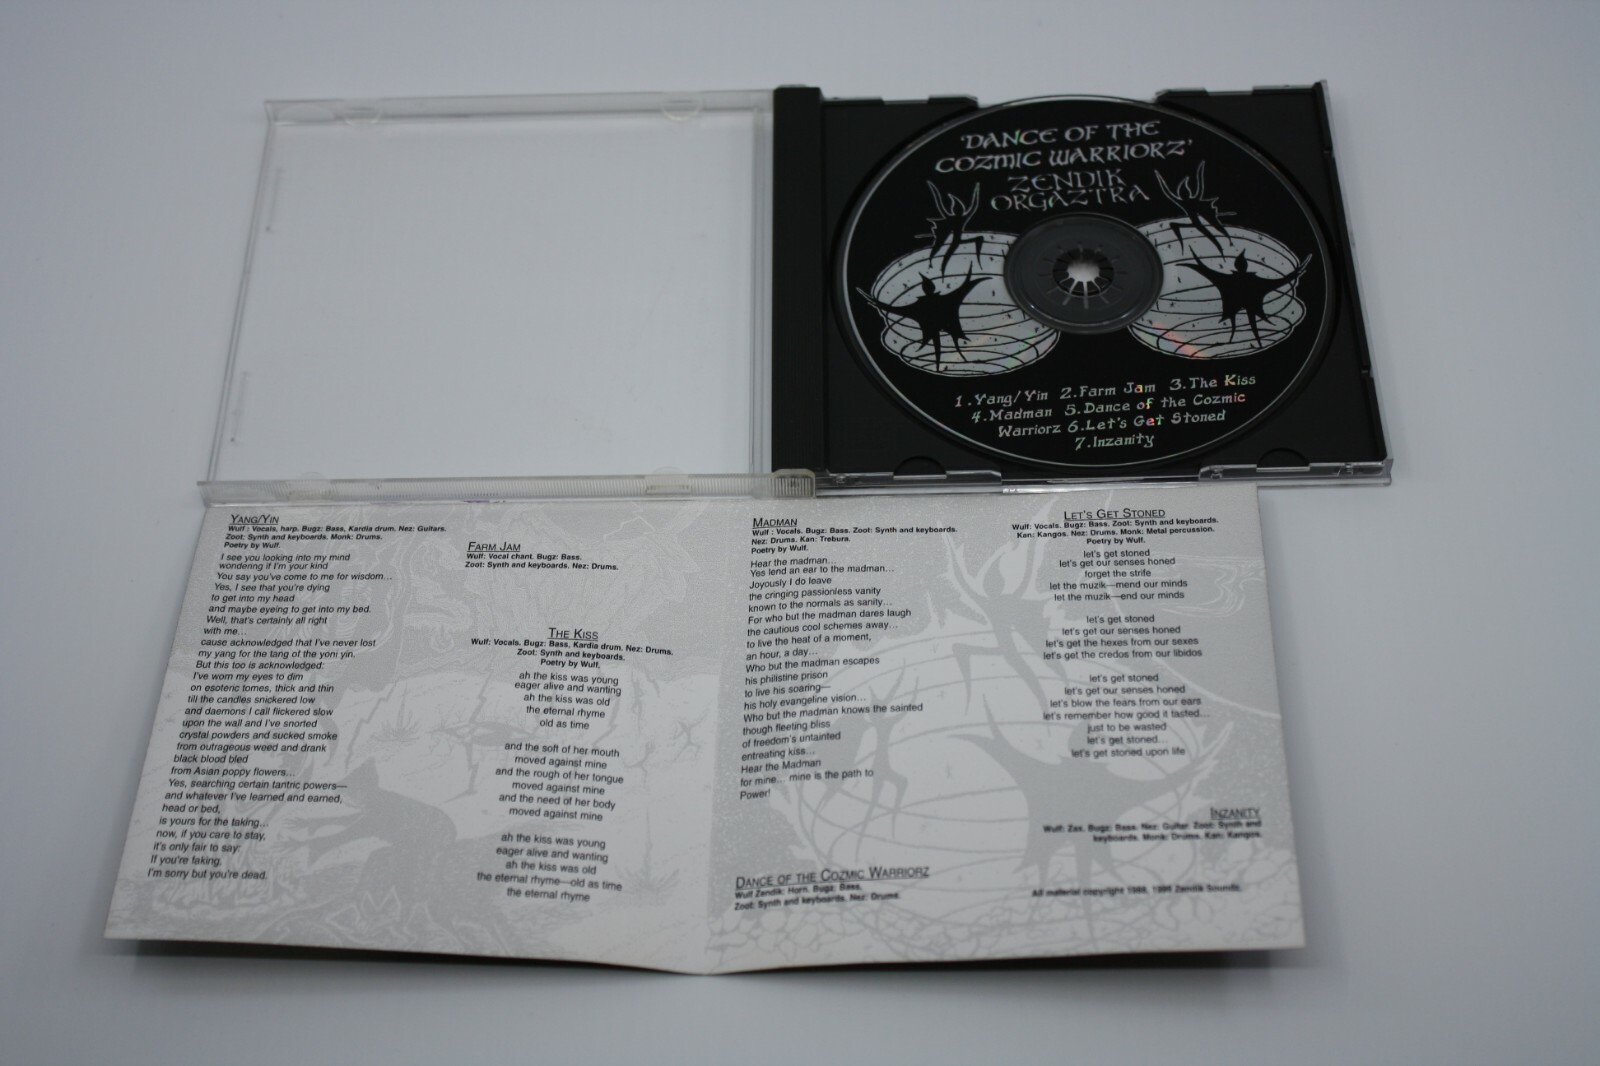 'DANCE OF THE
COZMIC WARRIORZ'
ZENDIK
ORGAZTRA
1.Yang/Yin 2.Farm Jam 3.The Kiss
4.Madman 5.Dance of the Cozmic
Warriorz 6.Let's Get Stoned
7.Inzanity
YANG/YIN
Wulf : Vocals, harp. Bugz: Bass, Kardia drum. Nez: Guitars.
Zoot: Synth and keyboards. Monk: Drums.
Poetry by Wulf.
I see you looking into my mind
wondering if I'm your kind
You say you've come to me for wisdom...
Yes, I see that you're dying
to get into my head
and maybe eyeing to get into my bed.
Well, that's certainly all right
with me...
cause acknowledged that I've never lost
my yang for the tang of the yoni yin.
But this too is acknowledged:
I've worn my eyes to dim
on esoteric tomes, thick and thin
till the candles snickered low
and daemons I call flickered slow
upon the wall and I've snorted
crystal powders and sucked smoke
from outrageous weed and drank
black blood bled
from Asian poppy flowers...
Yes, searching certain tantric powers—
and whatever I've learned and earned,
head or bed,
is yours for the taking...
now, if you care to stay,
it's only fair to say:
If you're faking,
I'm sorry but you're dead.
FARM JAM
Wulf: Vocal chant. Bugz: Bass.
Zoot: Synth and keyboards. Nez: Drums.
THE KISS
Wulf: Vocals. Bugz: Bass, Kardia drum. Nez: Drums.
Zoot: Synth and keyboards.
Poetry by Wulf.
ah the kiss was young
eager alive and wanting
ah the kiss was old
the eternal rhyme
old as time
and the soft of her mouth
moved against mine
and the rough of her tongue
moved against mine
and the need of her body
moved against mine
ah the kiss was young
eager alive and wanting
ah the kiss was old
the eternal rhyme—old as time
the eternal rhyme
MADMAN
Wulf : Vocals. Bugz: Bass. Zoot: Synth and keyboards.
Nez: Drums. Kan: Trebura.
Poetry by Wulf.
Hear the madman...
Yes lend an ear to the madman...
Joyously I do leave
the cringing passionless vanity
known to the normals as sanity...
For who but the madman dares laugh
the cautious cool schemes away...
to live the heat of a moment,
an hour, a day...
Who but the madman escapes
his philistine prison
to live his soaring—
his holy evangeline vision...
Who but the madman knows the sainted
though fleeting bliss
of freedom's untainted
entreating kiss...
Hear the Madman
for mine... mine is the path to
Power!
DANCE OF THE COZMIC WARRIORZ
Wulf Zendik: Horn. Bugz: Bass.
Zoot: Synth and keyboards. Nez: Drums.
LET'S GET STONED
Wulf: Vocals. Bugz: Bass. Zoot: Synth and keyboards.
Kan: Kangos. Nez: Drums. Monk: Metal percussion.
Poetry by Wulf.
let's get stoned
let's get our senses honed
forget the strife
let the muzik—mend our minds
let the muzik—end our minds
let's get stoned
let's get our senses honed
let's get the hexes from our sexes
let's get the credos from our libidos
let's get stoned
let's get our senses honed
let's blow the fears from our ears
let's remember how good it tasted...
just to be wasted
let's get stoned...
let's get stoned upon life
INZANITY
Wulf: Zax. Bugz: Bass. Nez: Guitar. Zoot: Synth and
keyboards. Monk: Drums. Kan: Kangos.
All material copyright 1988, 1990 Zendik Soundz.